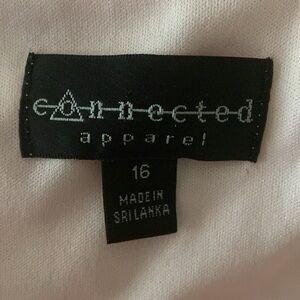 connected
apparel
16
MADE IN
SRI LANKA